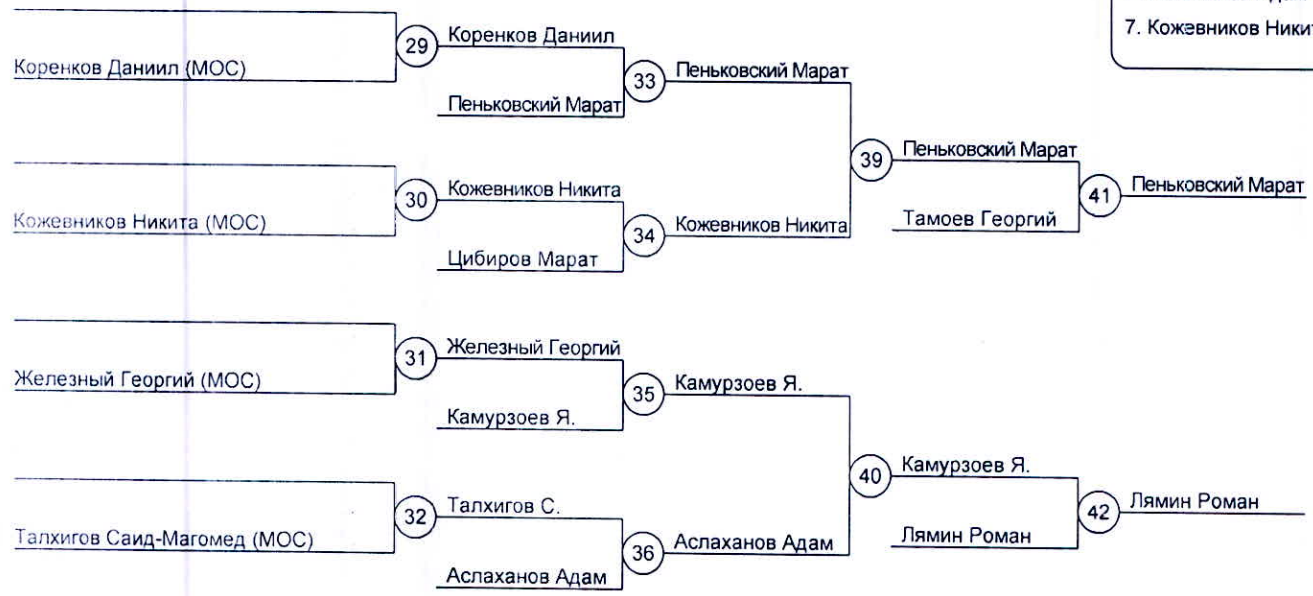 7. Кожевников Никит
29 Коренков Даниил
Коренков Даниил (МОС)
33 Пеньковский Марат
Пеньковский Марат
39 Пеньковский Марат
41 Пеньковский Марат
30 Кожевников Никита
Кожевников Никита (МОС)
34 Кожевников Никита
Тамоев Георгий
Цибиров Марат
31 Железный Георгий
Железный Георгий (МОС)
35 Камурзоев Я.
Камурзоев Я.
40 Камурзоев Я.
42 Лямин Роман
32 Талхигов С.
Талхигов Саид-Магомед (МОС)
36 Аслаханов Адам
Лямин Роман
Аслаханов Адам